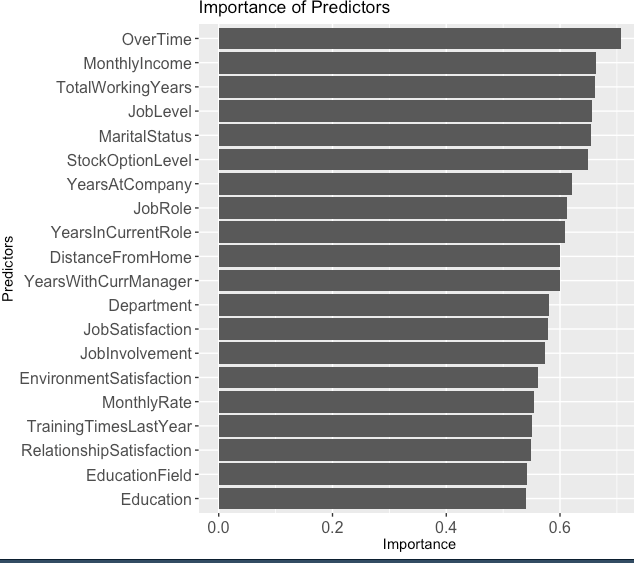 Importance of Predictors
Predictors
OverTime
MonthlyIncome
TotalWorkingYears
JobLevel
MaritalStatus
StockOptionLevel
YearsAtCompany
JobRole
YearsInCurrentRole
DistanceFromHome
YearsWithCurrManager
Department
JobSatisfaction
JobInvolvement
EnvironmentSatisfaction
MonthlyRate
TrainingTimesLastYear
RelationshipSatisfaction
EducationField
Education
0.0 0.2 0.4 0.6
Importance